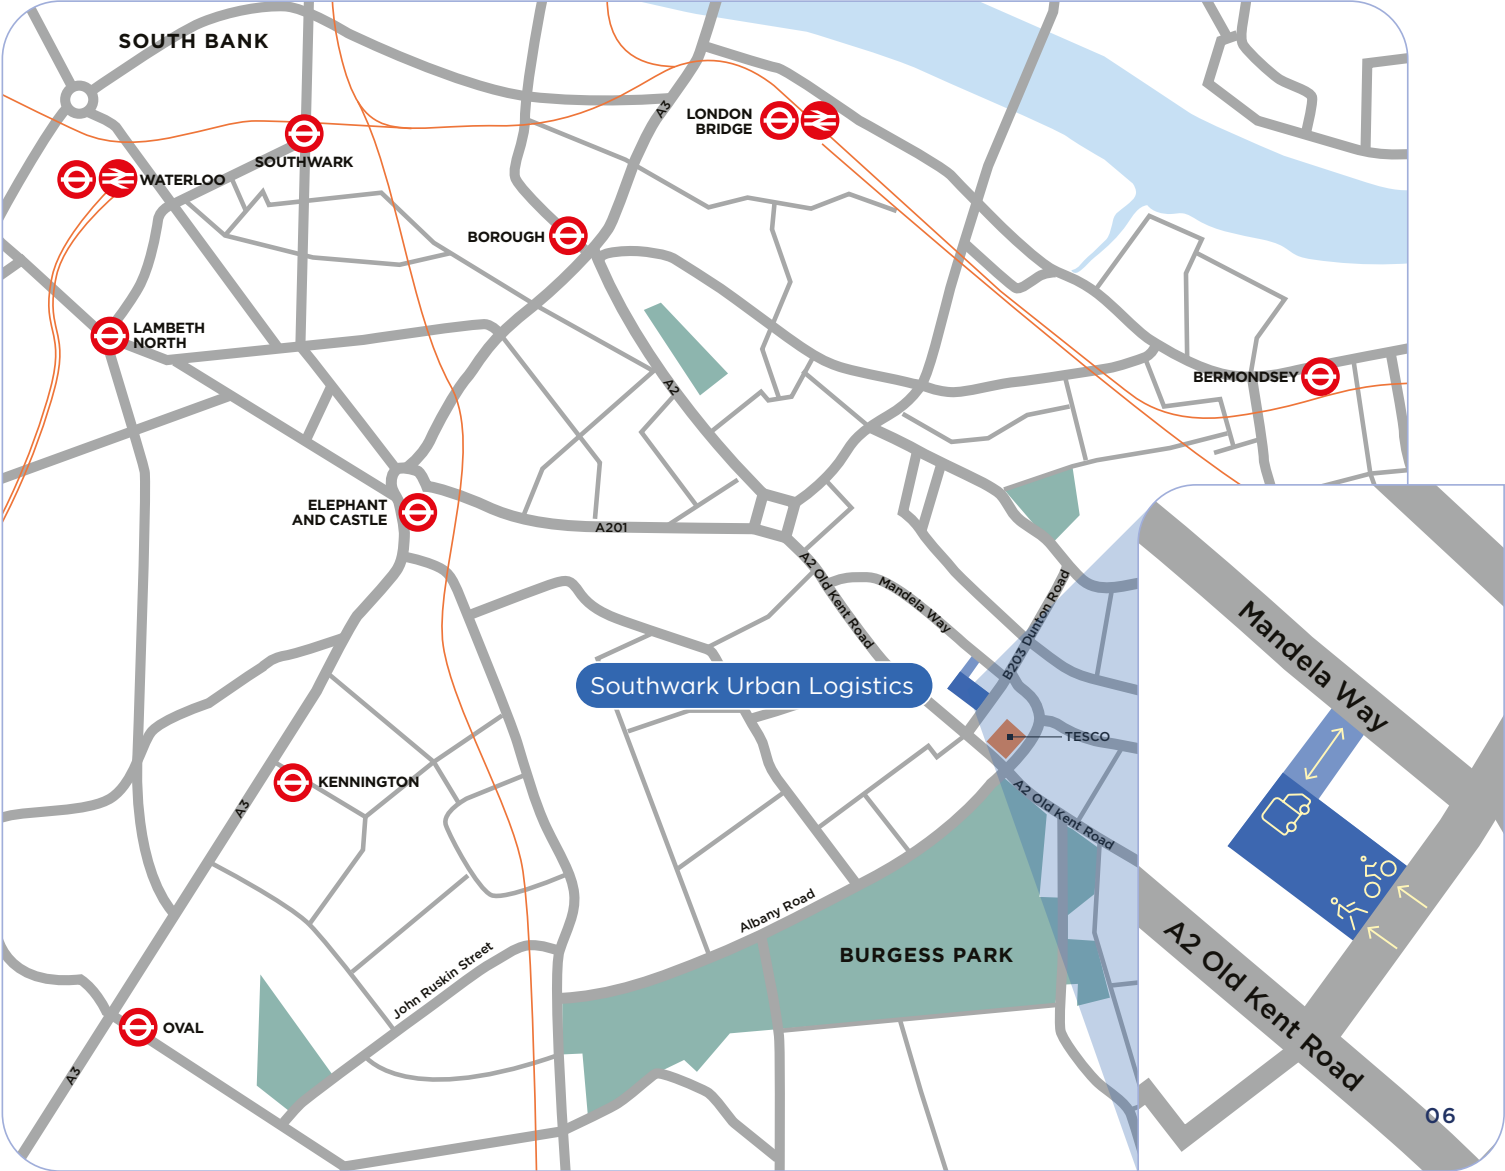 SOUTH BANK
A3
LONDON
BRIDGE
SOUTHWARK
WATERLOO
BOROUGH
LAMBETH
NORTH
A2
BERMONDSEY
ELEPHANT
AND CASTLE
A201
A2 Old Kent Road
Mandela Way
B203 Dunton Road
Southwark Urban Logistics
TESCO
A2 Old Kent Road
KENNINGTON
A3
Albany Road
BURGESS PARK
John Ruskin Street
OVAL
A3
Mandela Way
A2 Old Kent Road
06